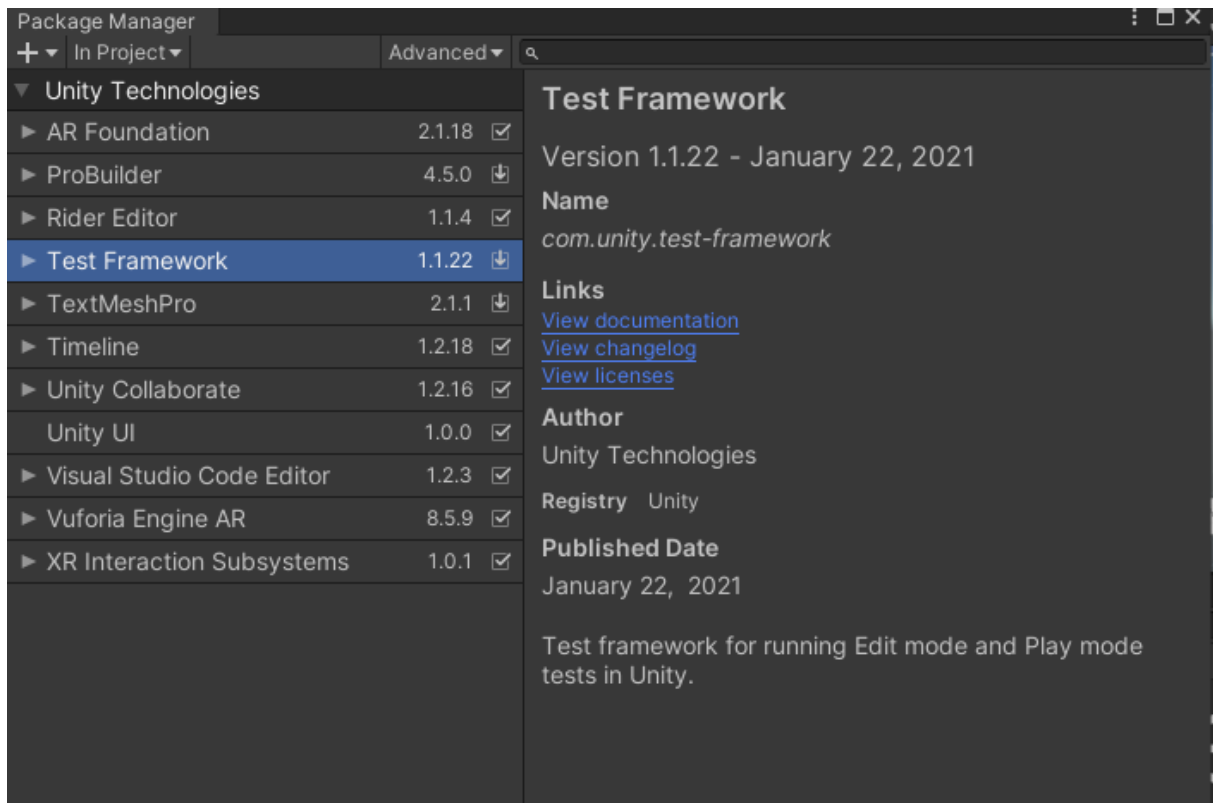 Package Manager
In Project Advanced
Unity Technologies
AR Foundation 2.1.18
ProBuilder 4.5.0
Rider Editor 1.1.4
Test Framework 1.1.22
TextMeshPro 2.1.1
Timeline 1.2.18
Unity Collaborate 1.2.16
Unity UI 1.0.0
Visual Studio Code Editor 1.2.3
Vuforia Engine AR 8.5.9
XR Interaction Subsystems 1.0.1
Test Framework
Version 1.1.22 - January 22, 2021
Name
com.unity.test-framework
Links
View documentation
View changelog
View licenses
Author
Unity Technologies
Registry Unity
Published Date
January 22, 2021
Test framework for running Edit mode and Play mode
tests in Unity.